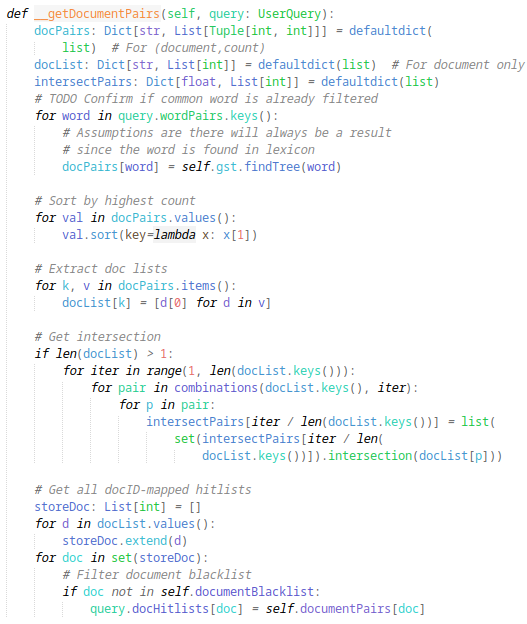 def __getDocumentPairs(self, query: UserQuery):
    docPairs: Dict[str, List[Tuple[int, int]]] = defaultdict(
        list)  # For (document,count)
    docList: Dict[str, List[int]] = defaultdict(list)  # For document only
    intersectPairs: Dict[float, List[int]] = defaultdict(list)
    # TODO Confirm if common word is already filtered
    for word in query.wordPairs.keys():
        # Assumptions are there will always be a result
        # since the word is found in lexicon
        docPairs[word] = self.gst.findTree(word)

    # Sort by highest count
    for val in docPairs.values():
        val.sort(key=lambda x: x[1])

    # Extract doc lists
    for k, v in docPairs.items():
        docList[k] = [d[0] for d in v]

    # Get intersection
    if len(docList) > 1:
        for iter in range(1, len(docList.keys())):
            for pair in combinations(docList.keys(), iter):
                for p in pair:
                    intersectPairs[iter / len(docList.keys())] = list(
                        set(intersectPairs[iter / len(
                            docList.keys())]).intersection(docList[p]))

    # Get all docID-mapped hitlists
    storeDoc: List[int] = []
    for d in docList.values():
        storeDoc.extend(d)
    for doc in set(storeDoc):
        # Filter document blacklist
        if doc not in self.documentBlacklist:
            query.docHitlists[doc] = self.documentPairs[doc]